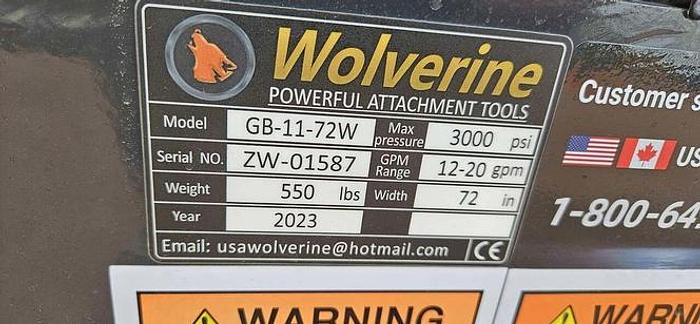 Wolverine
POWERFUL ATTACHMENT TOOLS
Model GB-11-72W Max pressure 3000 psi
Serial NO. ZW-01587 GPM Range 12-20 gpm
Weight 550 lbs Width 72 in
Year 2023
Email: usawolverine@hotmail.com CE
Customer
1-800-64
WARNING
WARNING